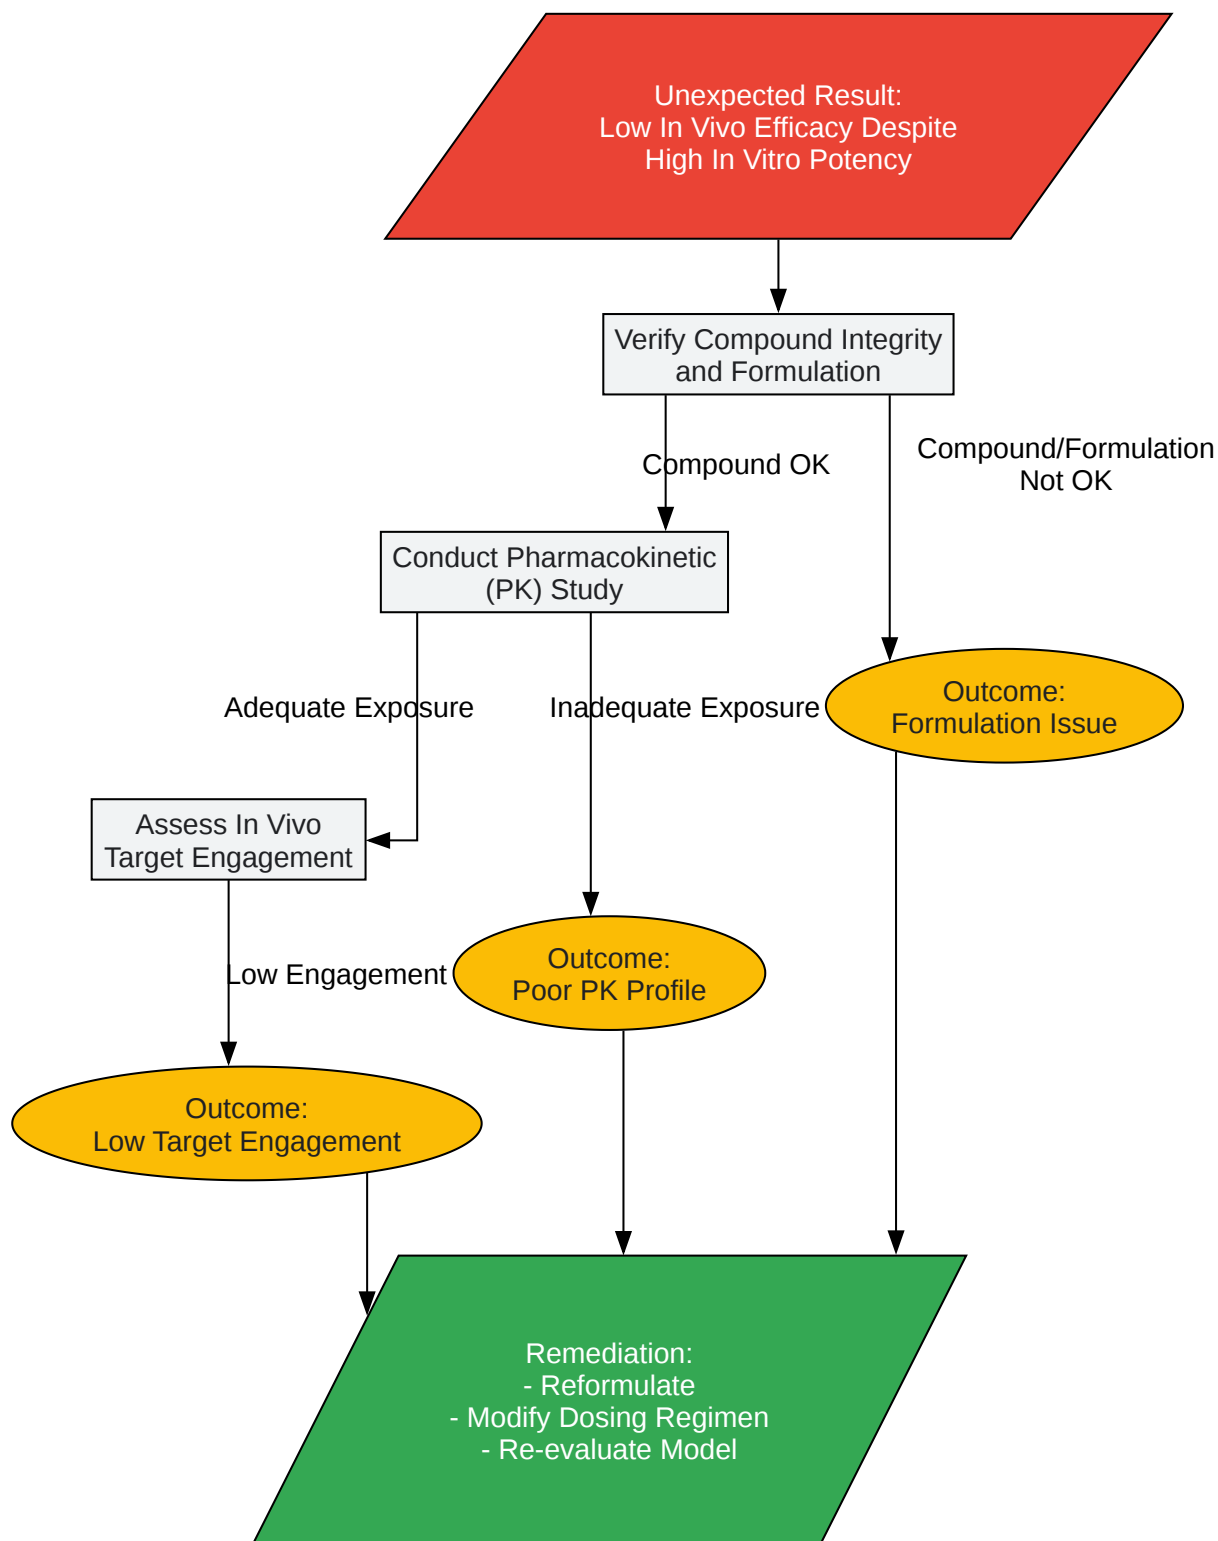 Unexpected Result:
Low In Vivo Efficacy Despite
High In Vitro Potency
Verify Compound Integrity
and Formulation
Compound OK
Compound/Formulation
Not OK
Conduct Pharmacokinetic
(PK) Study
Adequate Exposure
Inadequate Exposure
Outcome:
Formulation Issue
Assess In Vivo
Target Engagement
Low Engagement
Outcome:
Poor PK Profile
Outcome:
Low Target Engagement
Remediation:
- Reformulate
- Modify Dosing Regimen
- Re-evaluate Model